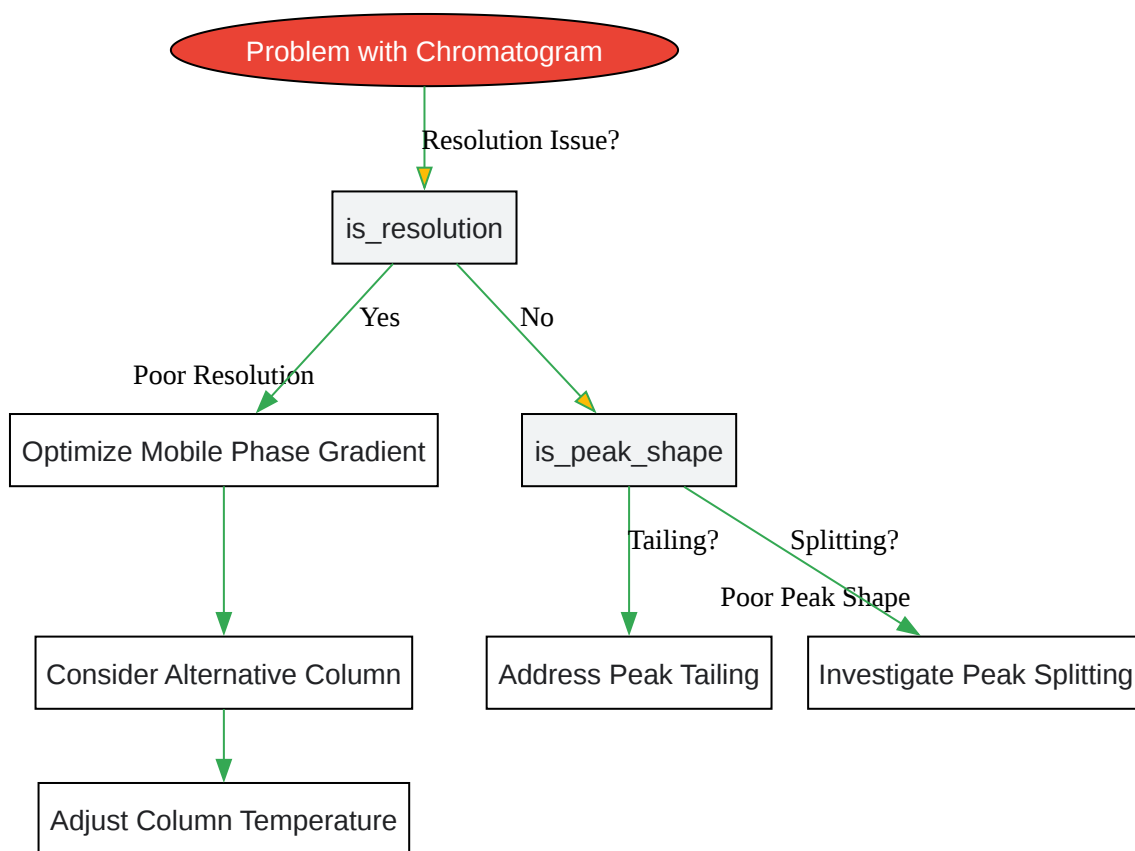 Problem with Chromatogram
Resolution Issue?
is_resolution
Yes
No
Poor Resolution
Optimize Mobile Phase Gradient
is_peak_shape
Tailing?
Splitting?
Poor Peak Shape
Consider Alternative Column
Address Peak Tailing
Investigate Peak Splitting
Adjust Column Temperature